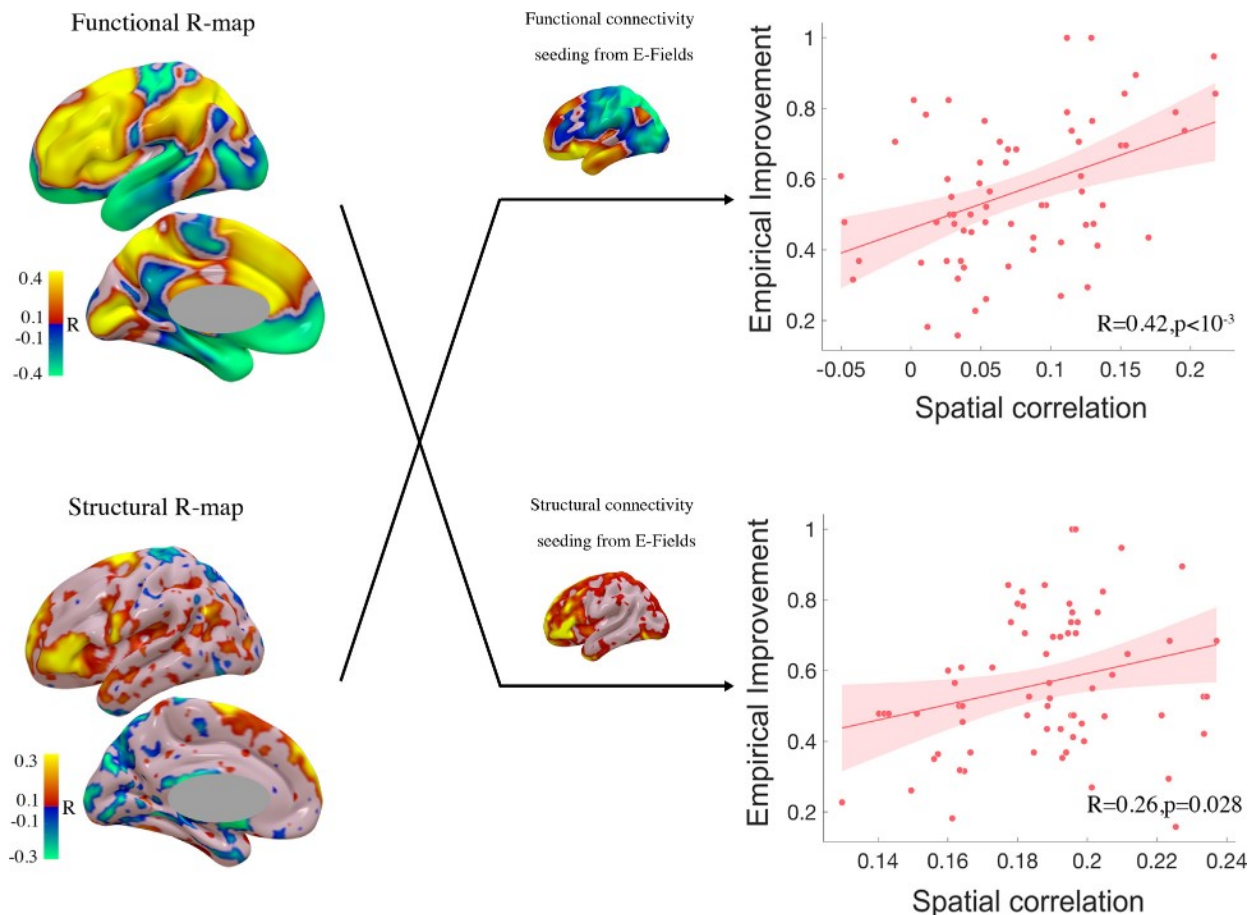 Functional R-map
0.4
0.1
R
-0.1
-0.4
Functional connectivity
seeding from E-Fields
Empirical Improvement
1
0.8
0.6
0.4
0.2
R=0.42,p<10-3
-0.05
0
0.05
0.1
0.15
0.2
Spatial correlation
Structural R-map
0.3
0.1
R
-0.1
-0.3
Structural connectivity
seeding from E-Fields
Empirical Improvement
1
0.8
0.6
0.4
0.2
R=0.26,p=0.028
0.14
0.16
0.18
0.2
0.22
0.24
Spatial correlation